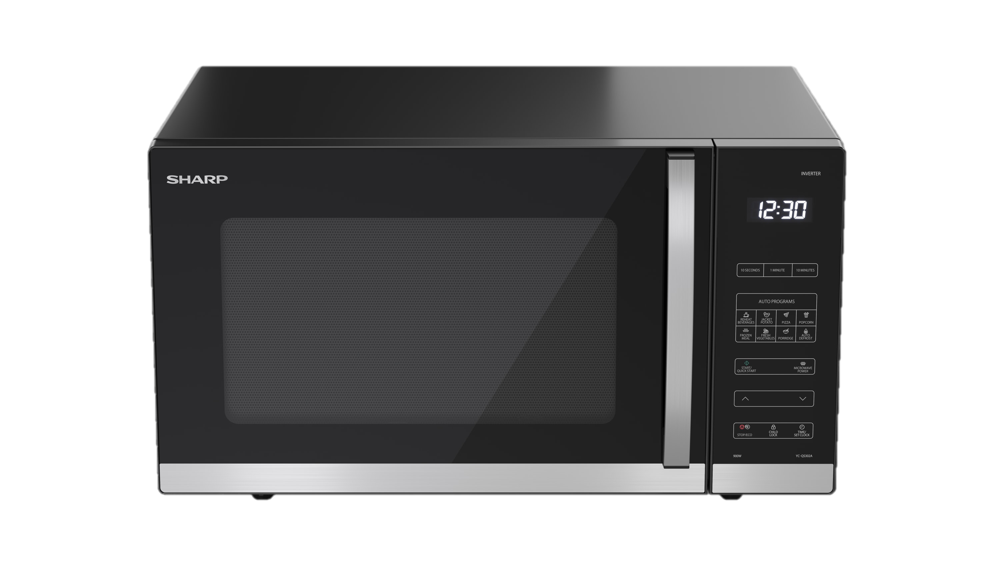 SHARP
INVERTER
12:30
10 SECONDS
1 MINUTE
10 MINUTES
AUTO PROGRAMS
REHEAT
BEVERAGES
JACKET
POTATO
PIZZA
POPCORN
FROZEN
MEAL
FRESH
VEGETABLES
PORRIDGE
AUTO
DEFROST
START/
QUICK START
MICROWAVE
POWER
STOP/ECO
CHILD
LOCK
TIME/
SET CLOCK
900W
YC-QS302A